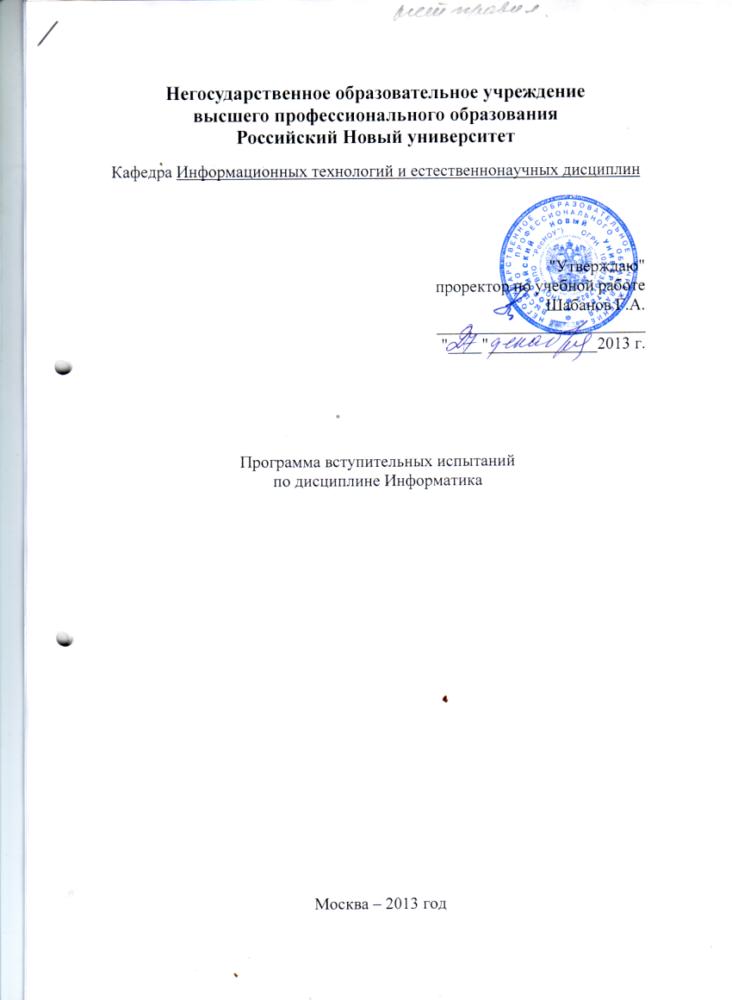 Негосударственное образовательное учреждение
высшего профессионального образования
Российский Новый университет
Кафедра Информационных технологий и естественнонаучных дисциплин
"Утверждаю"
проректор по учебной работе
Шабанов Г.А.
"27" декабря 2013 г.
Программа вступительных испытаний
по дисциплине Информатика
Москва – 2013 год